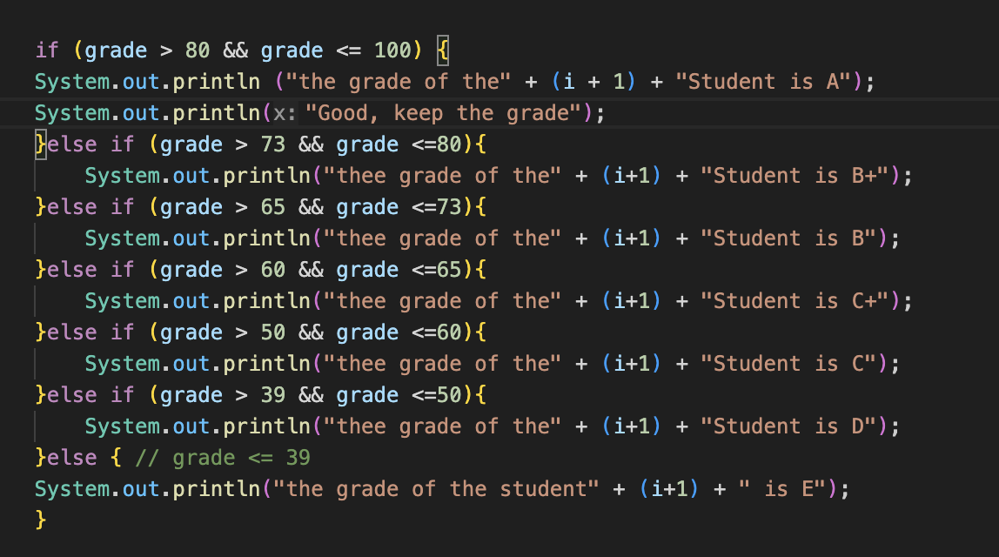 if (grade > 80 && grade <= 100) {
System.out.println ("the grade of the" + (i + 1) + "Student is A");
System.out.println(x: "Good, keep the grade");
}else if (grade > 73 && grade <=80){
    System.out.println("thee grade of the" + (i+1) + "Student is B+");
}else if (grade > 65 && grade <=73){
    System.out.println("thee grade of the" + (i+1) + "Student is B");
}else if (grade > 60 && grade <=65){
    System.out.println("thee grade of the" + (i+1) + "Student is C+");
}else if (grade > 50 && grade <=60){
    System.out.println("thee grade of the" + (i+1) + "Student is C");
}else if (grade > 39 && grade <=50){
    System.out.println("thee grade of the" + (i+1) + "Student is D");
}else { // grade <= 39
System.out.println("the grade of the student" + (i+1) + " is E");
}